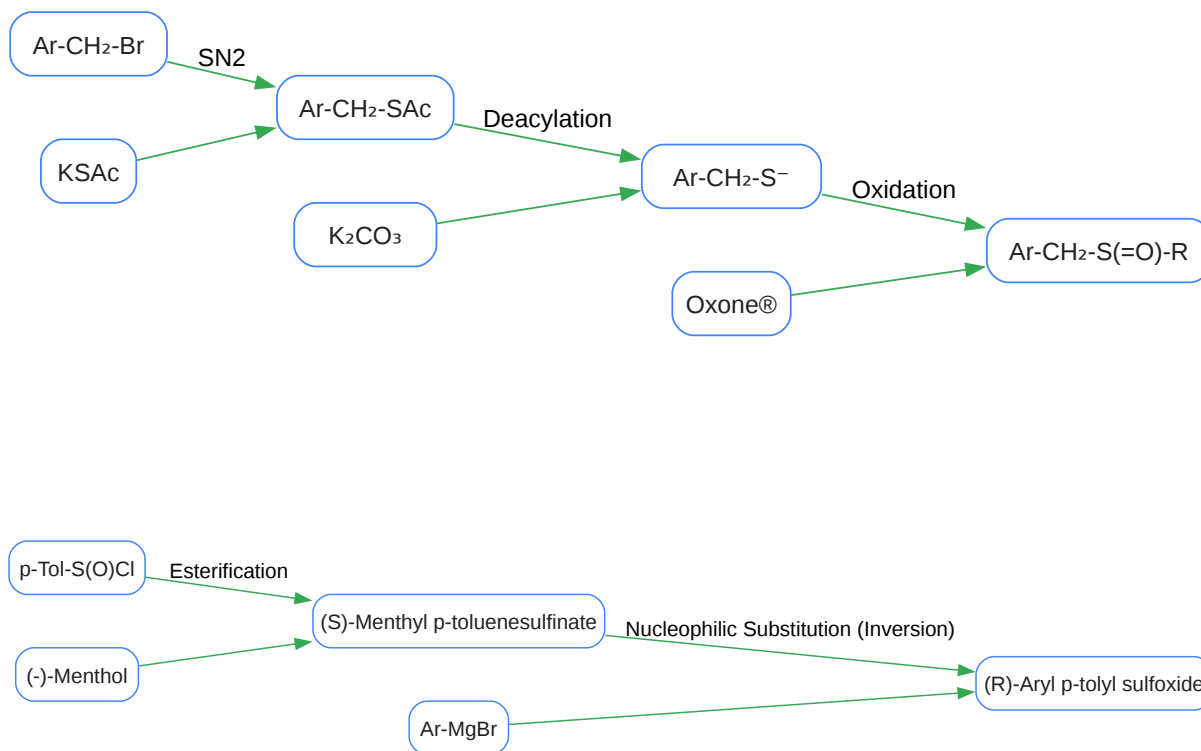 Ar-CH₂-Br
SN2
Ar-CH₂-SAc
Deacylation
KSAc
Ar-CH₂-S⁻
Oxidation
K₂CO₃
Ar-CH₂-S(=O)-R
Oxone®
p-Tol-S(O)Cl
Esterification
(S)-Menthyl p-toluenesulfinate
Nucleophilic Substitution (Inversion)
(-)-Menthol
(R)-Aryl p-tolyl sulfoxide
Ar-MgBr